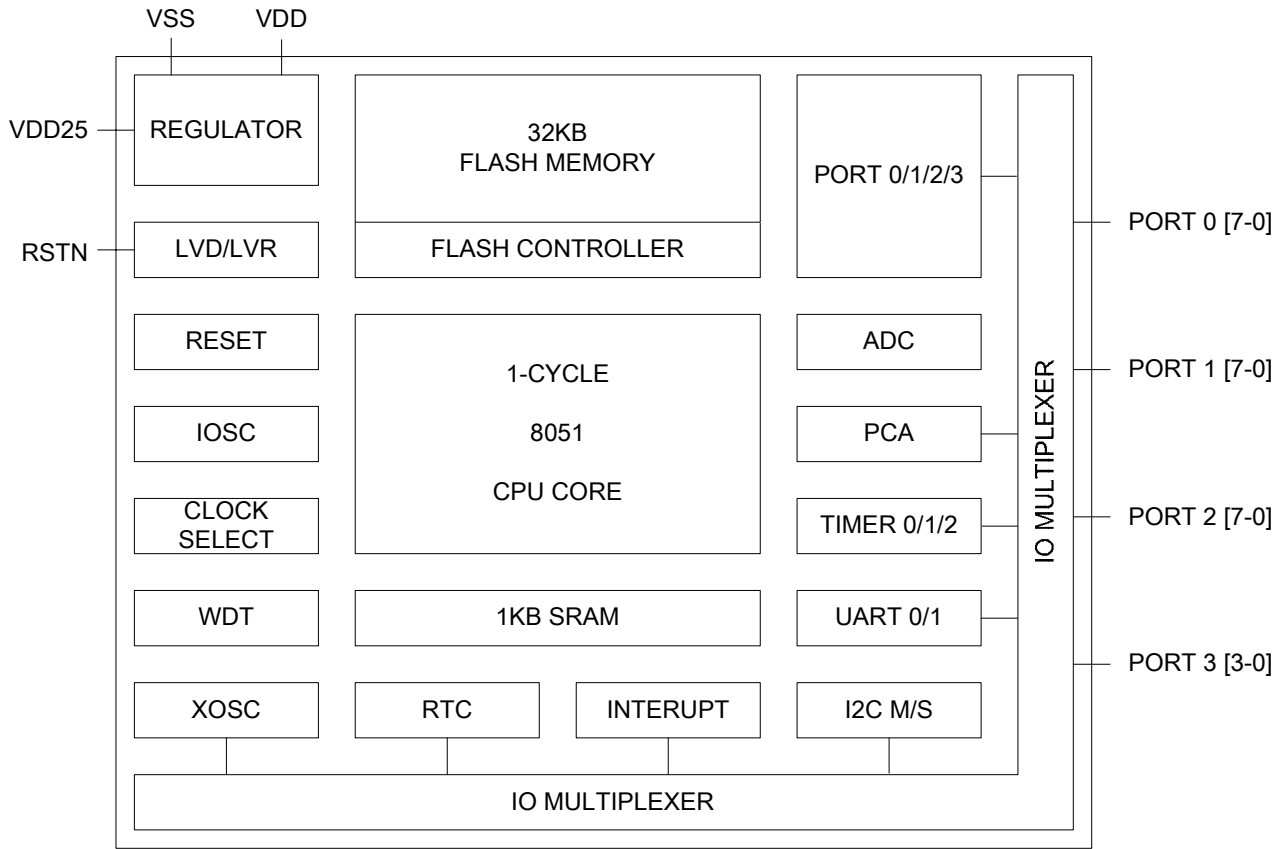 VSS
VDD
VDD25
REGULATOR
32KB
FLASH MEMORY
PORT 0/1/2/3
PORT 0 [7-0]
RSTN
LVD/LVR
FLASH CONTROLLER
RESET
1-CYCLE
ADC
PORT 1 [7-0]
IOSC
8051
PCA
IO MULTIPLEXER
CPU CORE
CLOCK
SELECT
TIMER 0/1/2
PORT 2 [7-0]
WDT
1KB SRAM
UART 0/1
PORT 3 [3-0]
XOSC
RTC
INTERUPT
I2C M/S
IO MULTIPLEXER